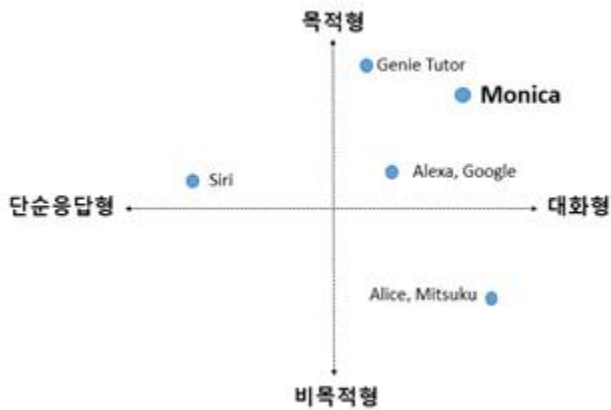 목적형
Genie Tutor
Monica
Siri
Alexa, Google
단순응답형
대화형
Alice, Mitsuku
비목적형